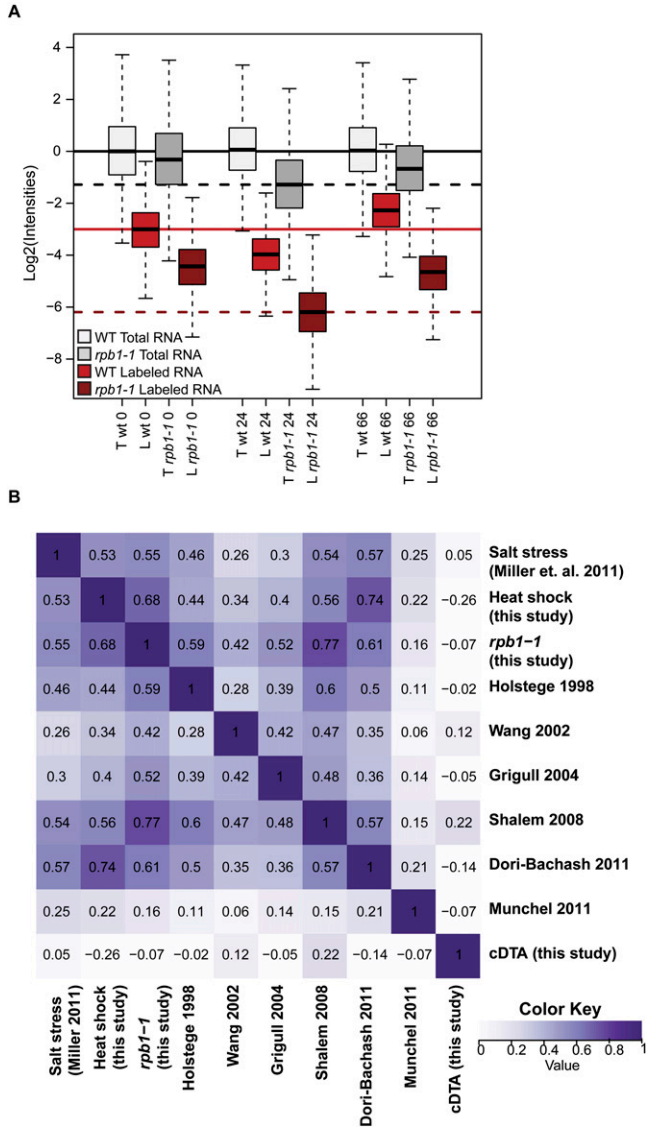 A
4
2
0
−2
−4
−6
−8
Log2(Intensities)
WT Total RNA
rpb1-1 Total RNA
WT Labeled RNA
rpb1-1 Labeled RNA
T wt 0
L wt 0
T rpb1-1 0
L rpb1-1 0
T wt 24
L wt 24
T rpb1-1 24
L rpb1-1 24
T wt 66
L wt 66
T rpb1-1 66
L rpb1-1 66
B
1 0.53 0.55 0.46 0.26 0.3 0.54 0.57 0.25 0.05 Salt stress
(Miller et. al. 2011)
0.53 1 0.68 0.44 0.34 0.4 0.56 0.74 0.22 −0.26 Heat shock
(this study)
0.55 0.68 1 0.59 0.42 0.52 0.77 0.61 0.16 −0.07 rpb1−1
(this study)
0.46 0.44 0.59 1 0.28 0.39 0.6 0.5 0.11 −0.02 Holstege 1998
0.26 0.34 0.42 0.28 1 0.42 0.47 0.35 0.06 0.12 Wang 2002
0.3 0.4 0.52 0.39 0.42 1 0.48 0.36 0.14 −0.05 Grigull 2004
0.54 0.56 0.77 0.6 0.47 0.48 1 0.57 0.15 0.22 Shalem 2008
0.57 0.74 0.61 0.5 0.35 0.36 0.57 1 0.21 −0.14 Dori-Bachash 2011
0.25 0.22 0.16 0.11 0.06 0.14 0.15 0.21 1 −0.07 Munchel 2011
0.05 −0.26 −0.07 −0.02 0.12 −0.05 0.22 −0.14 −0.07 1 cDTA (this study)
Salt stress
(Miller 2011)
Heat shock
(this study)
rpb1−1
(this study)
Holstege 1998
Wang 2002
Grigull 2004
Shalem 2008
Dori-Bachash 2011
Munchel 2011
cDTA (this study)
Color Key
0 0.2 0.4 0.6 0.8 1
Value